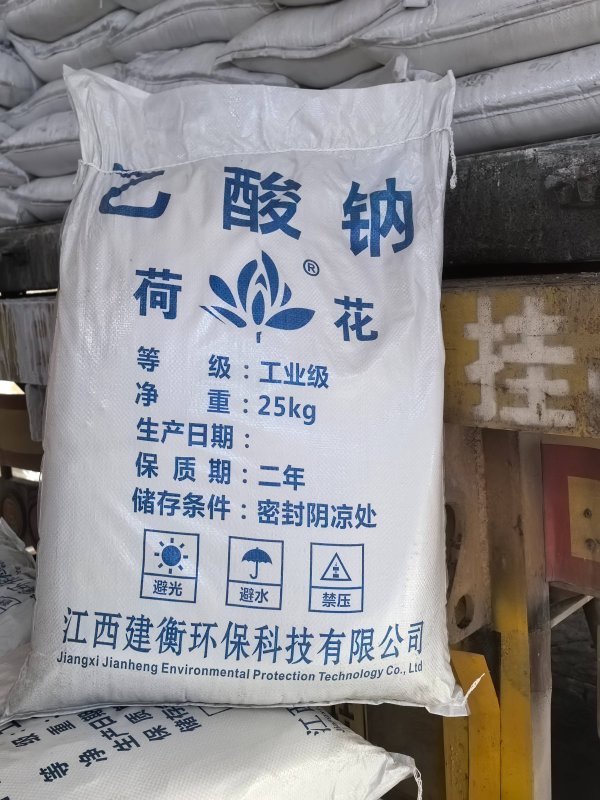 乙酸钠
®
荷花
等级：工业级
净重：25kg
生产日期：
保质期：二年
储存条件：密封阴凉处
避光 避水 禁压
江西建衡环保科技有限公司
Jiangxi Jianheng Environmental Protection Technology Co., Ltd
挂